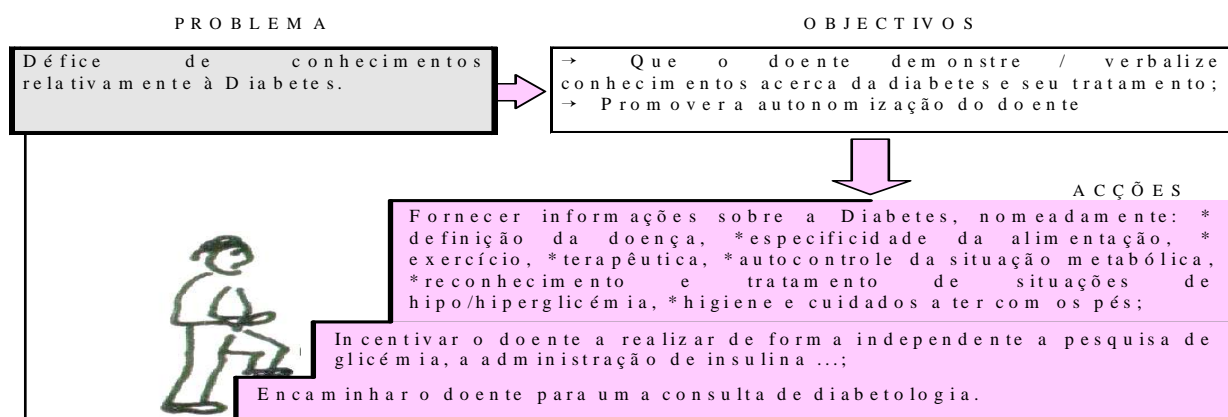 PROBLEMA
OBJECTIVOS
Défice de conhecimentos
relativamente à Diabetes.
→ Que o doente demonstre / verbalize
conhecimentos acerca da diabetes e seu tratamento;
→ Promover a autonomização do doente
ACÇÕES
Fornecer informações sobre a Diabetes, nomeadamente: *
definição da doença, *especificidade da alimentação, *
exercício, *terapêutica, *autocontrole da situação metabólica,
*reconhecimento e tratamento de situações de
hipo/hiperglicémia, *higiene e cuidados a ter com os pés;
Incentivar o doente a realizar de forma independente a pesquisa de
glicémia, a administração de insulina ...;
Encaminhar o doente para uma consulta de diabetologia.